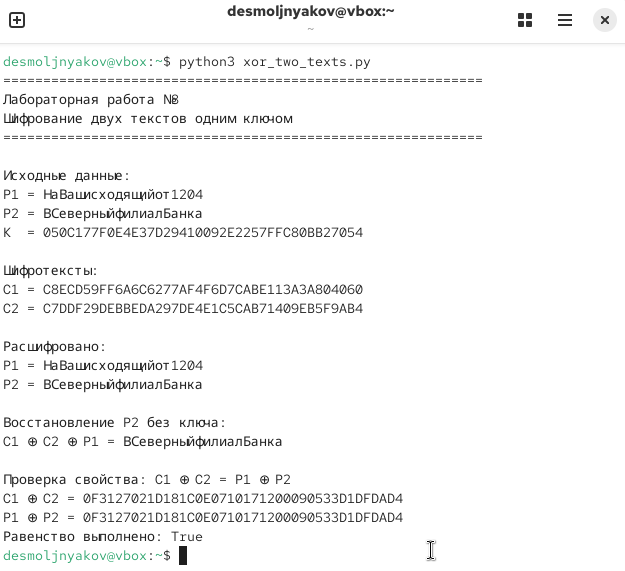 desmoljnyakov@vbox:~
~
desmoljnyakov@vbox:~$ python3 xor_two_texts.py
============================================================
Лабораторная работа №8
Шифрование двух текстов одним ключом
============================================================
Исходные данные:
P1 = НаВашисходящийот1204
P2 = ВСеверныйфилиалБанка
K  = 050C177F0E4E37D29410092E2257FFC80BB27054
Шифротексты:
C1 = C8ECD59FF6A6C6277AF4F6D7CABE113A3A804060
C2 = C7DDF29DEBBEDA297DE4E1C5CAB71409EB5F9AB4
Расшифровано:
P1 = НаВашисходящийот1204
P2 = ВСеверныйфилиалБанка
Восстановление P2 без ключа:
C1 ⊕ C2 ⊕ P1 = ВСеверныйфилиалБанка
Проверка свойства: C1 ⊕ C2 = P1 ⊕ P2
C1 ⊕ C2 = 0F3127021D181C0E0710171200090533D1DFDAD4
P1 ⊕ P2 = 0F3127021D181C0E0710171200090533D1DFDAD4
Равенство выполнено: True
desmoljnyakov@vbox:~$